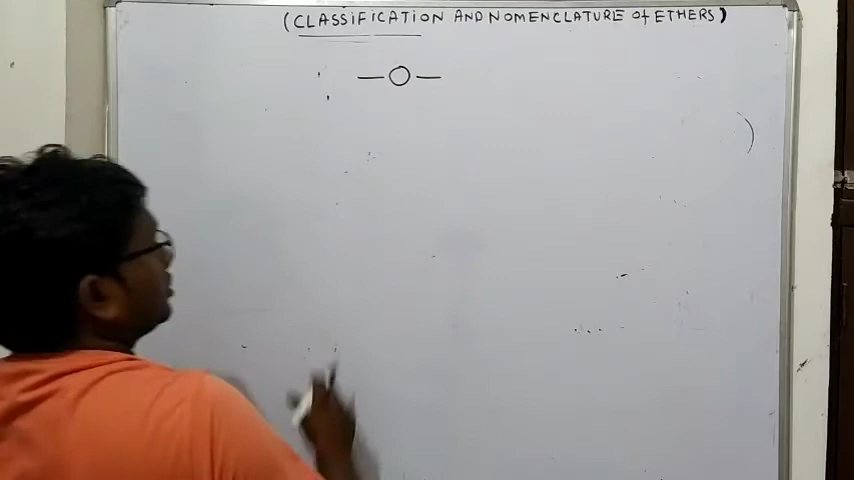 (CLASSIFICATION AND NOMENCLATURE of ETHERS)
—O—